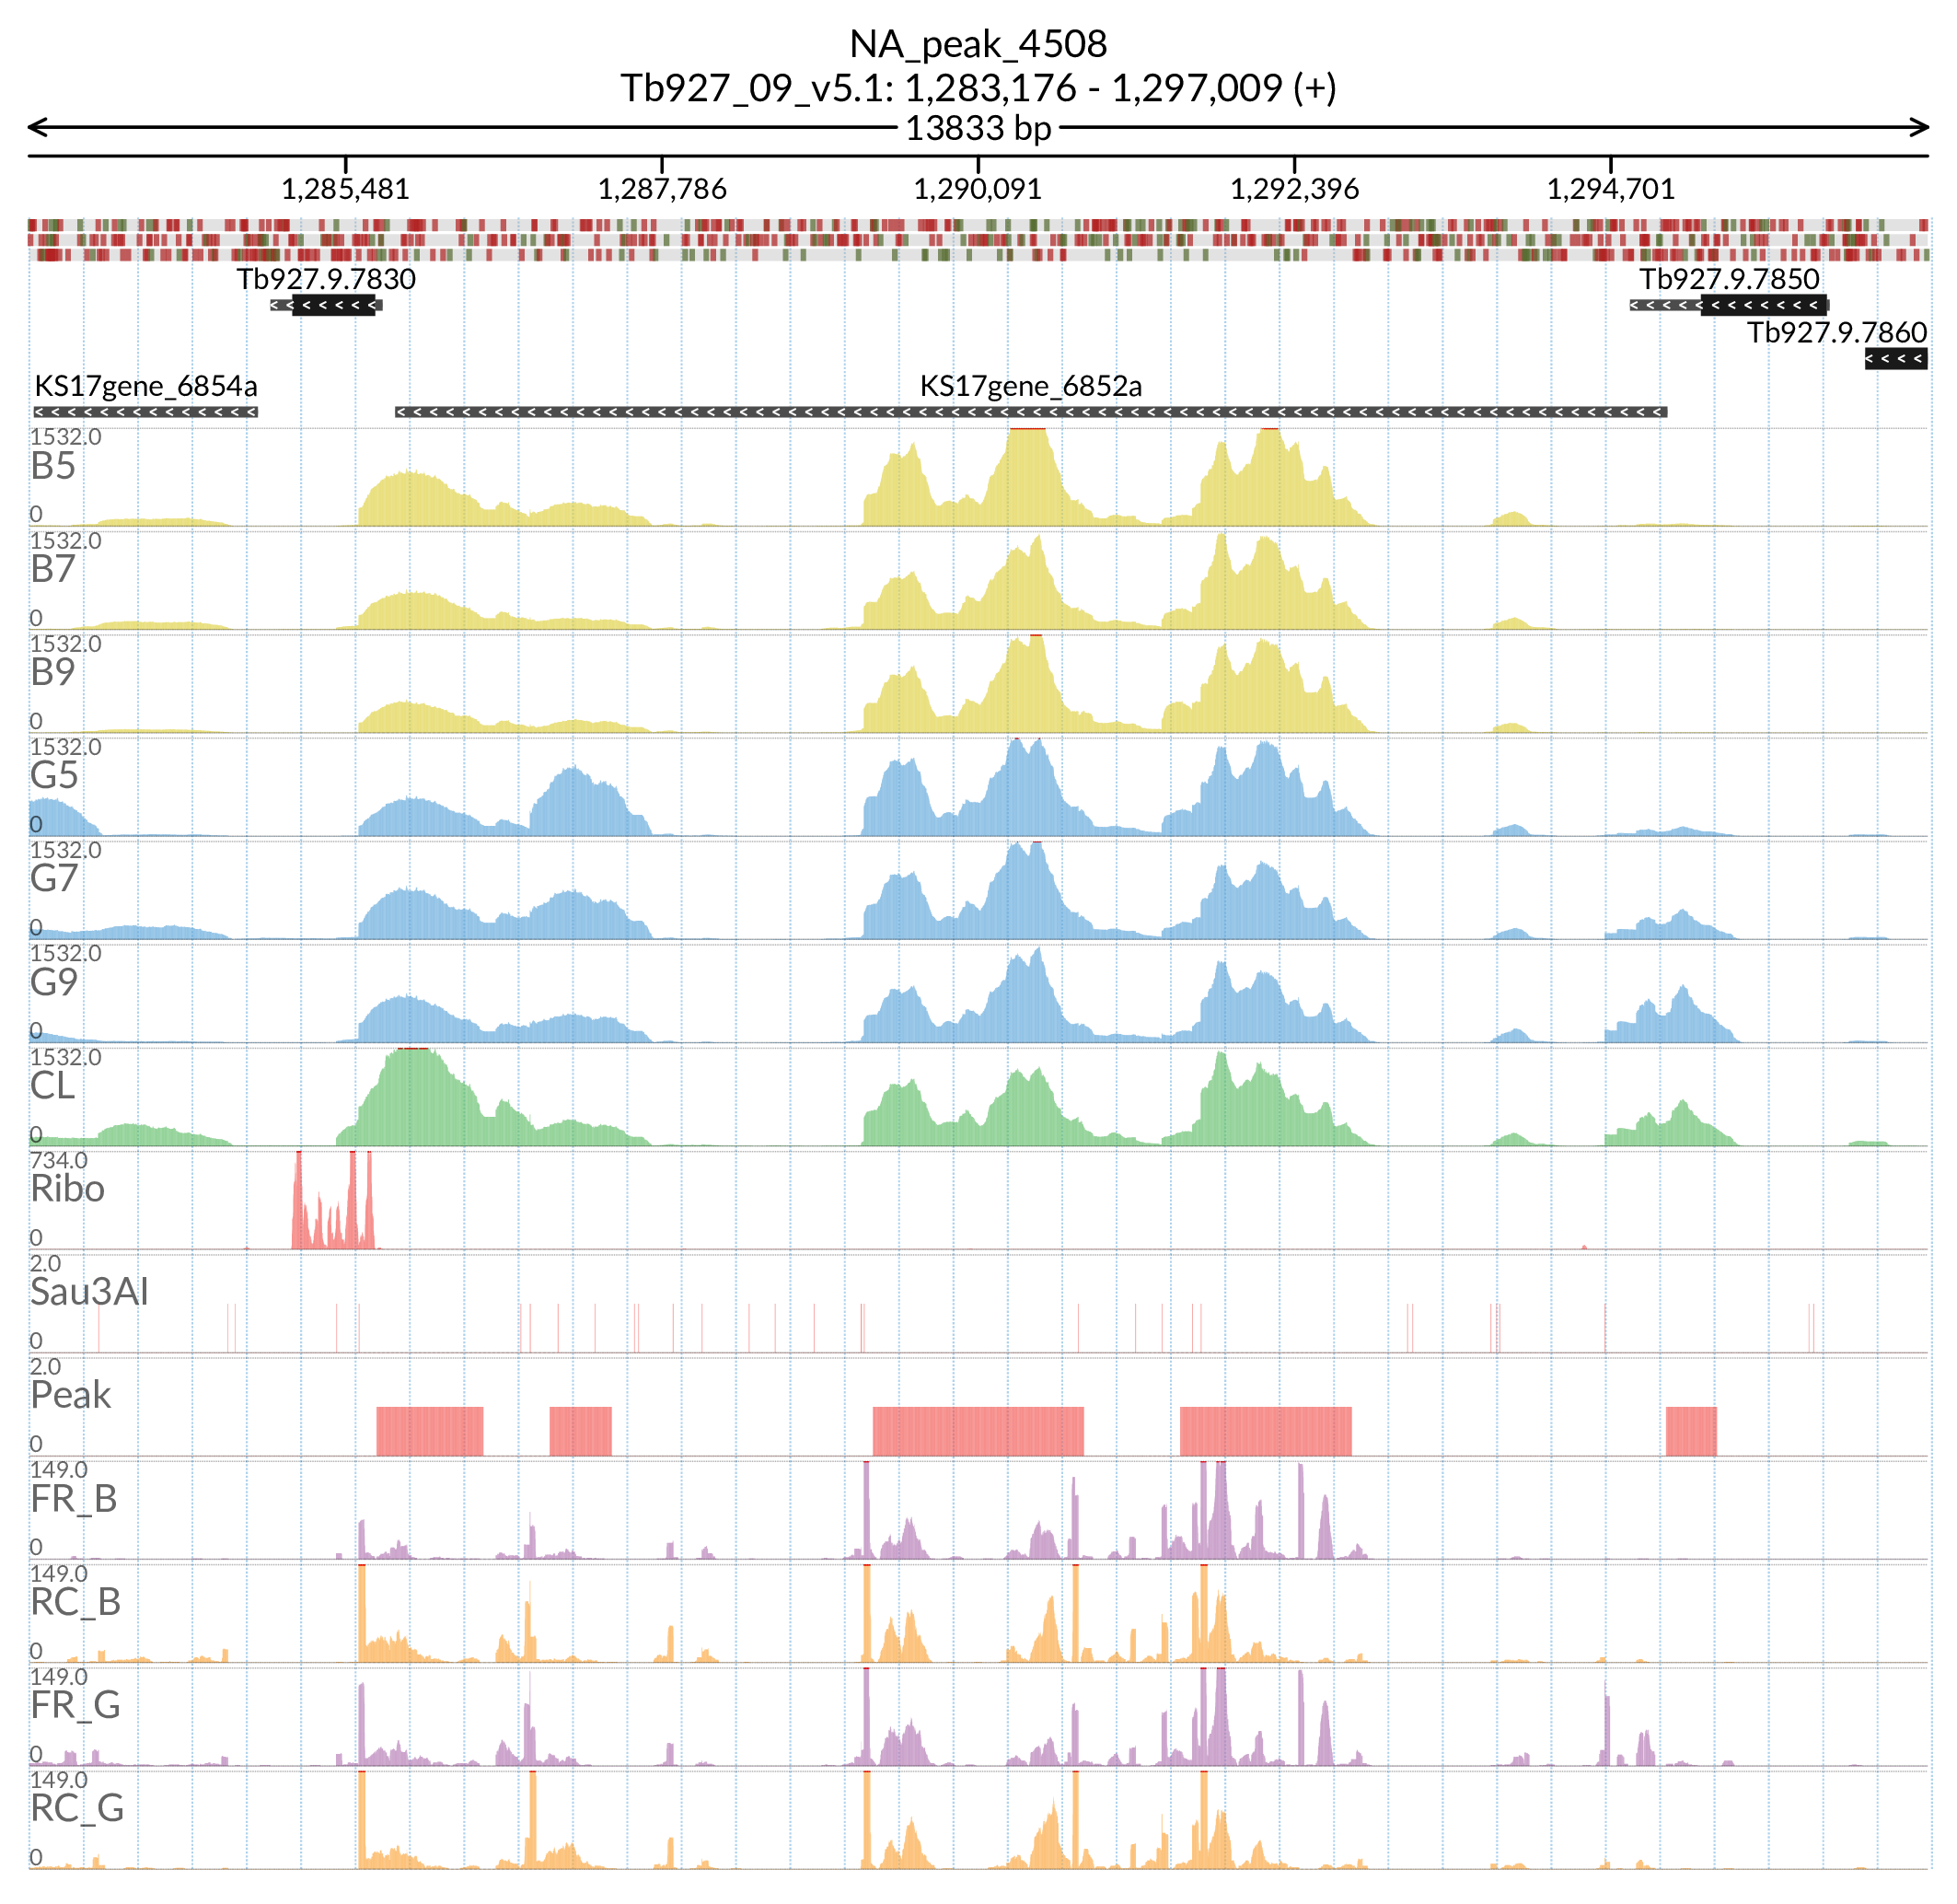 NA_peak_4508
Tb927_09_v5.1: 1,283,176 - 1,297,009 (+)
13833 bp
1,285,481 1,287,786 1,290,091 1,292,396 1,294,701
Tb927.9.7830 Tb927.9.7850
Tb927.9.7860
KS17gene_6854a KS17gene_6852a
1532.0
B5
0
1532.0
B7
0
1532.0
B9
0
1532.0
G5
0
1532.0
G7
0
1532.0
G9
0
1532.0
CL
0
734.0
Ribo
0
2.0
Sau3AI
0
2.0
Peak
0
149.0
FR_B
0
149.0
RC_B
0
149.0
FR_G
0
149.0
RC_G
0